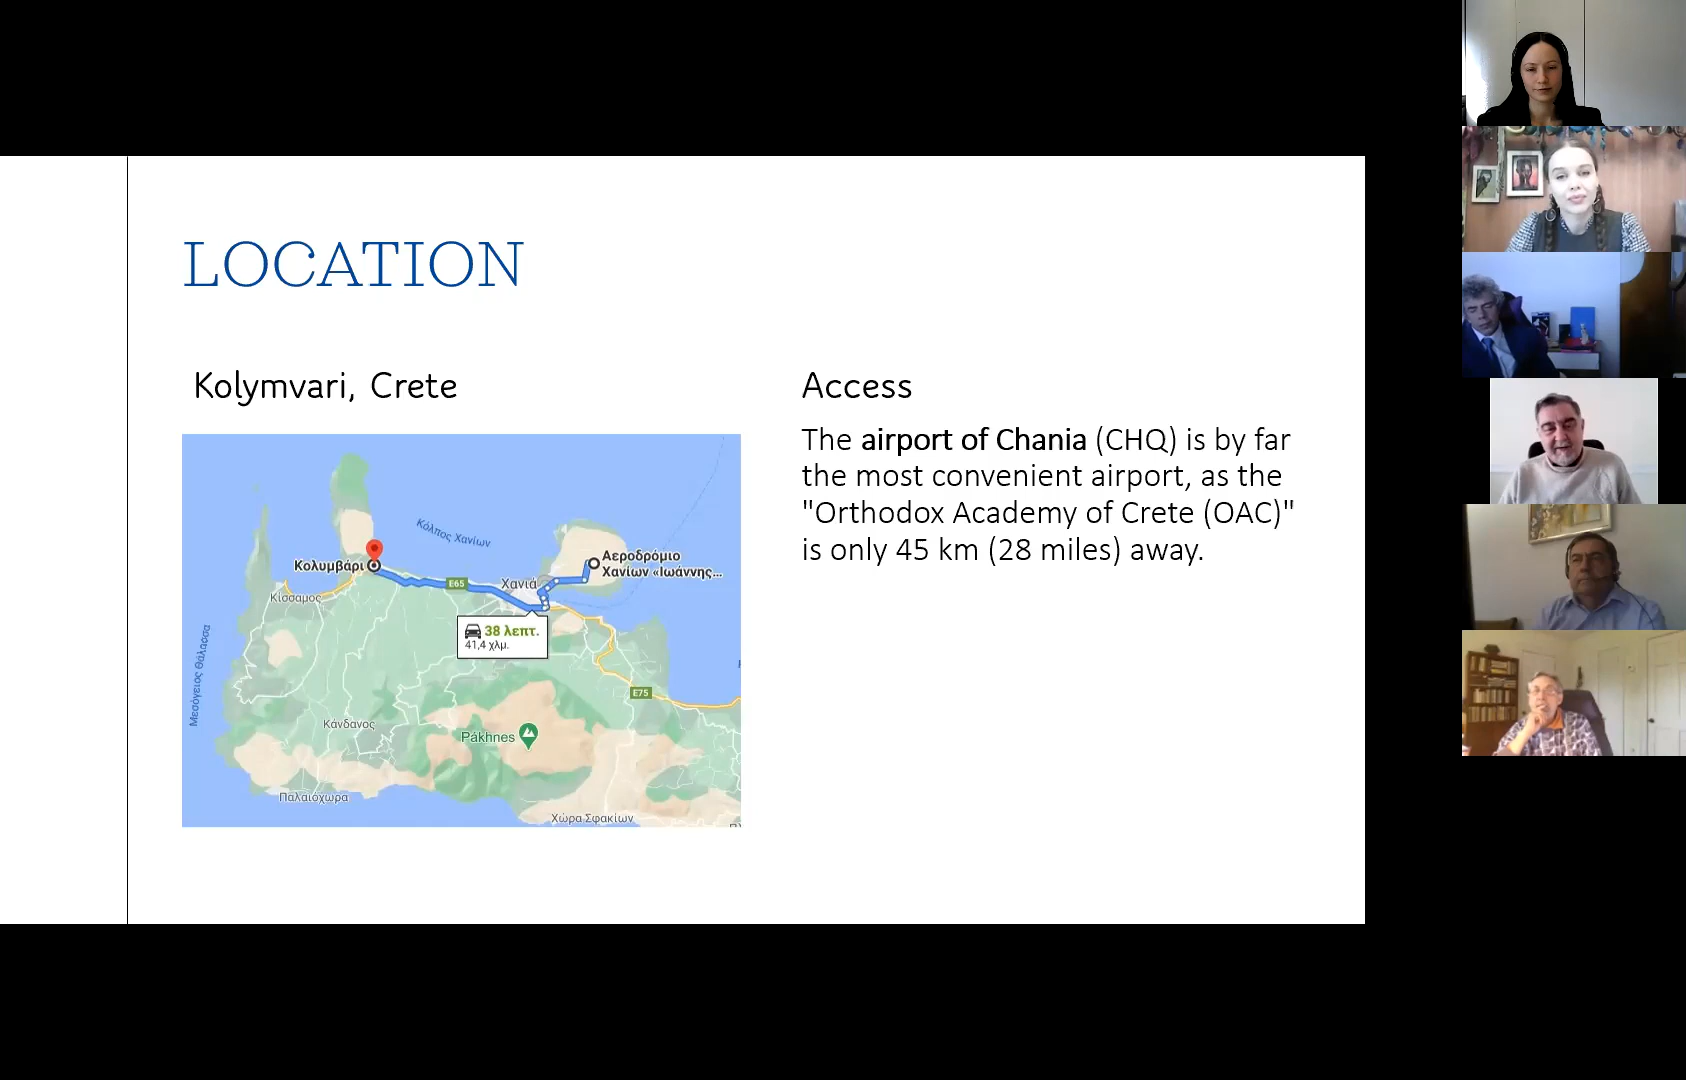 LOCATION
Kolymvari, Crete
Κόλπος Χανίων
Κολυμβάρι
Κίσσαμος
E65
Χανιά
Αεροδρόμιο
Χανίων «Ιωάννης...
38 λεπτ.
41,4 χλμ.
Μεσόγειος Θάλασσα
E75
Κάνδανος
Pákhnes
Παλαιόχωρα
Χώρα Σφακίων
Access
The airport of Chania (CHQ) is by far
the most convenient airport, as the
"Orthodox Academy of Crete (OAC)"
is only 45 km (28 miles) away.